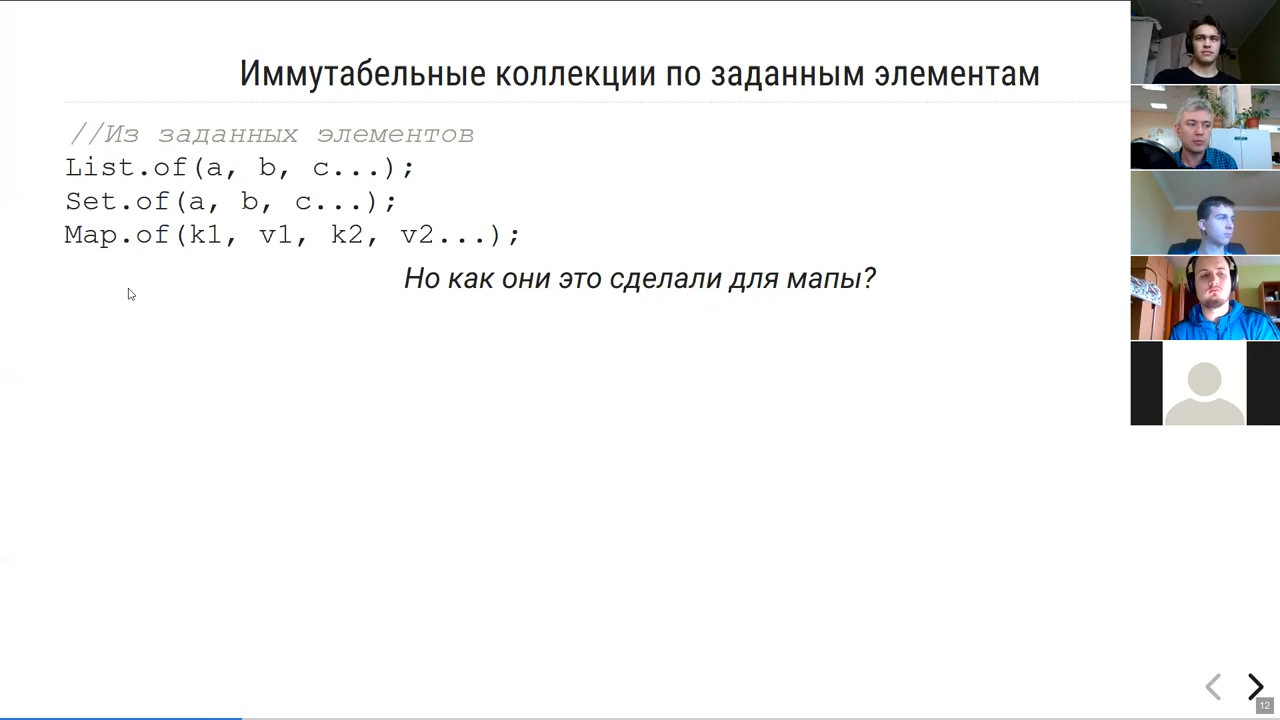 Иммутабельные коллекции по заданным элементам
//Из заданных элементов
List.of(a, b, c...);
Set.of(a, b, c...);
Map.of(k1, v1, k2, v2...);
Но как они это сделали для мапы?
12